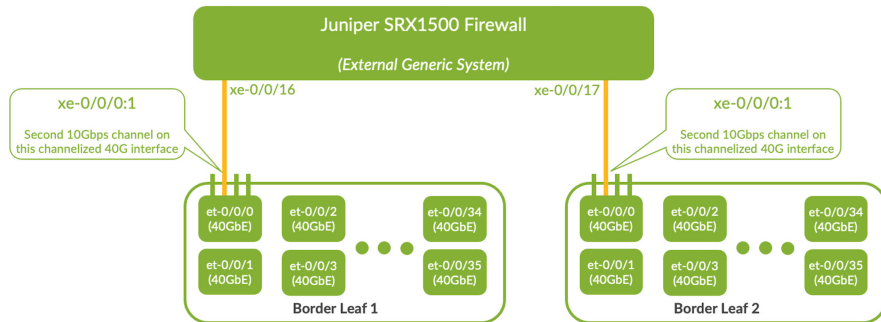 Juniper SRX1500 Firewall
(External Generic System)
xe-0/0/16
xe-0/0/17
xe-0/0/0:1
Second 10Gbps channel on
this channelized 40G interface
xe-0/0/0:1
Second 10Gbps channel on
this channelized 40G interface
et-0/0/0
(40GbE)
et-0/0/2
(40GbE)
et-0/0/34
(40GbE)
et-0/0/1
(40GbE)
et-0/0/3
(40GbE)
et-0/0/35
(40GbE)
Border Leaf 1
et-0/0/0
(40GbE)
et-0/0/2
(40GbE)
et-0/0/34
(40GbE)
et-0/0/1
(40GbE)
et-0/0/3
(40GbE)
et-0/0/35
(40GbE)
Border Leaf 2